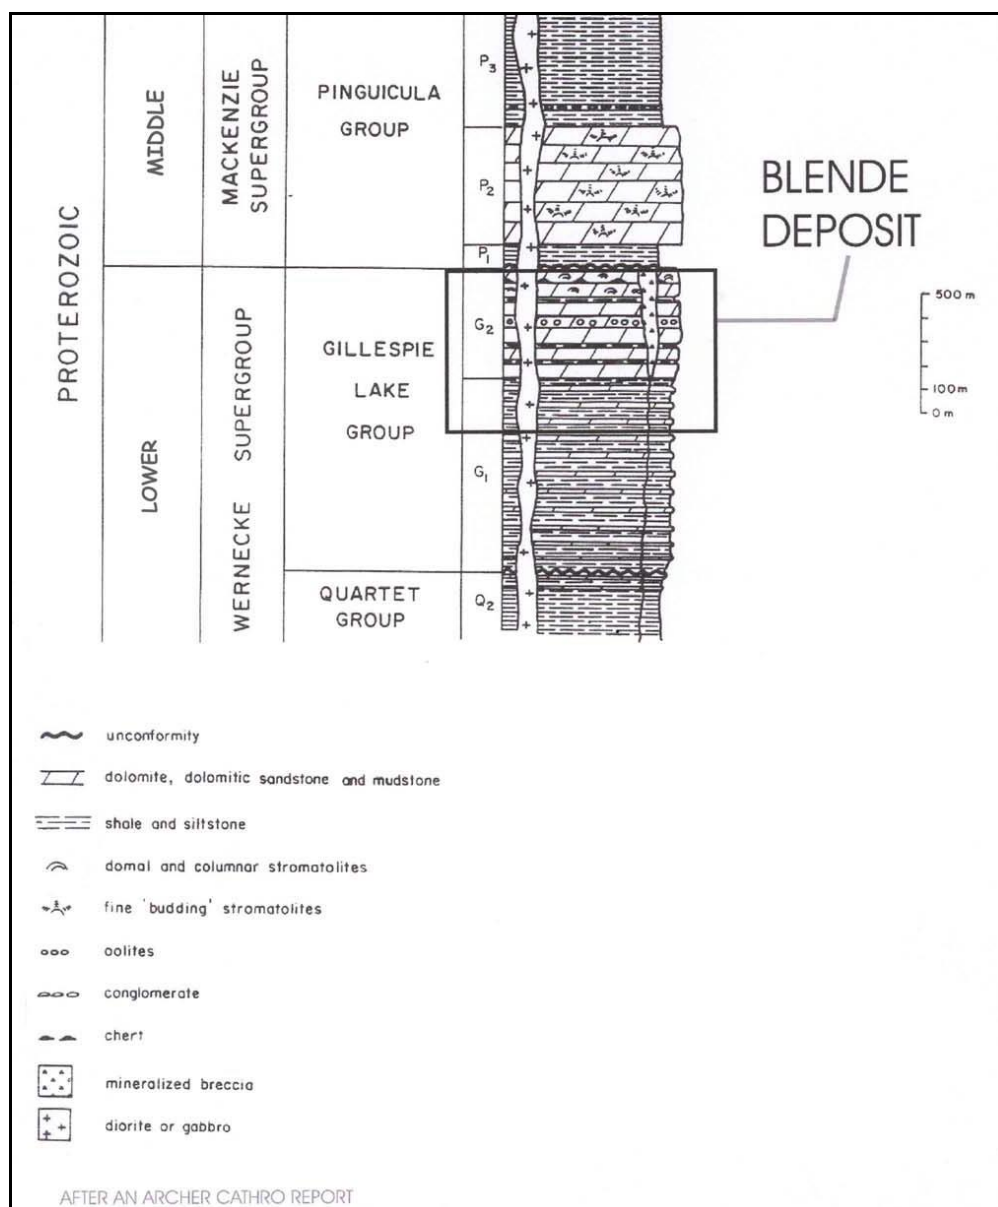 PROTEROZOIC
MIDDLE
LOWER
MACKENZIE
SUPERGROUP
WERNECKE SUPERGROUP
PINGUICULA
GROUP
GILLESPIE
LAKE
GROUP
QUARTET
GROUP
P3
P2
P1
G2
G1
Q2
BLENDE
DEPOSIT
500 m
100m
0 m
unconformity
dolomite, dolomitic sandstone and mudstone
shale and siltstone
domal and columnar stromatolites
fine 'budding' stromatolites
oolites
conglomerate
chert
mineralized breccia
diorite or gabbro
AFTER AN ARCHER CATHRO REPORT